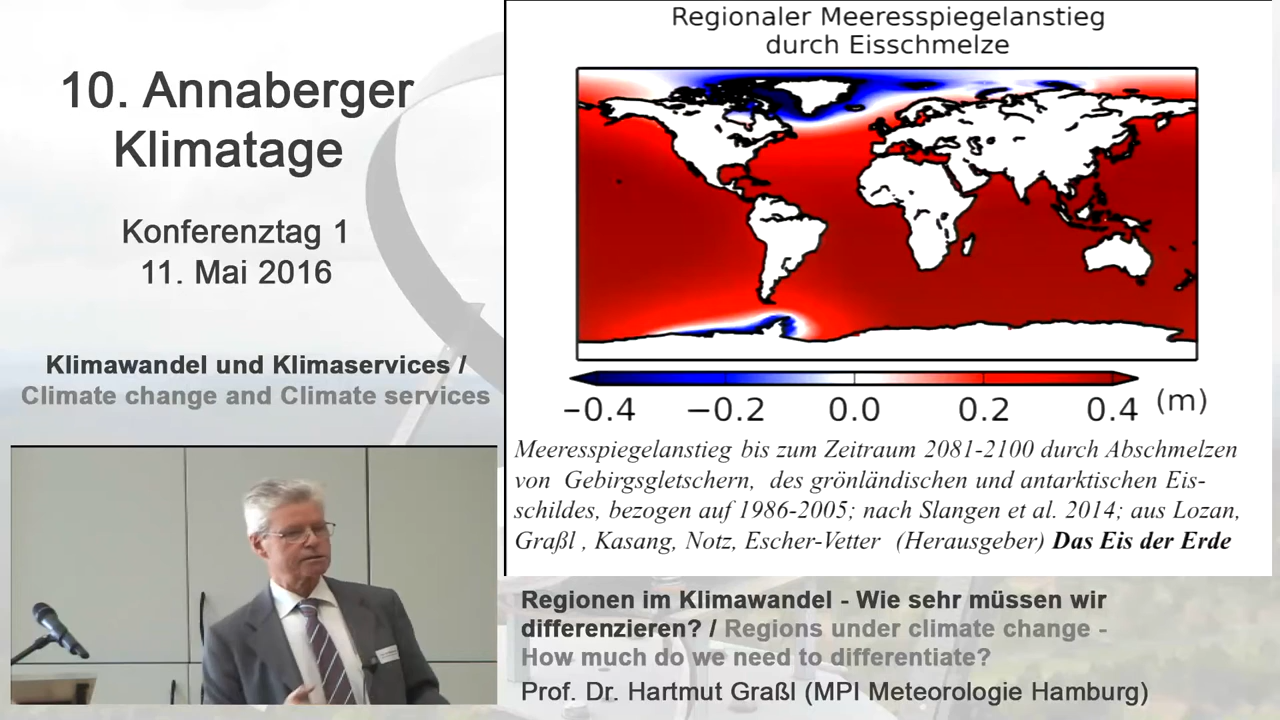 10. Annaberger
Klimatage
Konferenztag 1
11. Mai 2016
Klimawandel und Klimaservices /
Climate change and Climate services
Regionaler Meeresspiegelanstieg
durch Eisschmelze
−0.4 −0.2 0.0 0.2 0.4 (m)
Meeresspiegelanstieg bis zum Zeitraum 2081-2100 durch Abschmelzen
von Gebirgsgletschern, des grönländischen und antarktischen Eis-
schildes, bezogen auf 1986-2005; nach Slangen et al. 2014; aus Lozan,
Graßl , Kasang, Notz, Escher-Vetter (Herausgeber) Das Eis der Erde
Regionen im Klimawandel - Wie sehr müssen wir
differenzieren? / Regions under climate change -
How much do we need to differentiate?
Prof. Dr. Hartmut Graßl (MPI Meteorologie Hamburg)